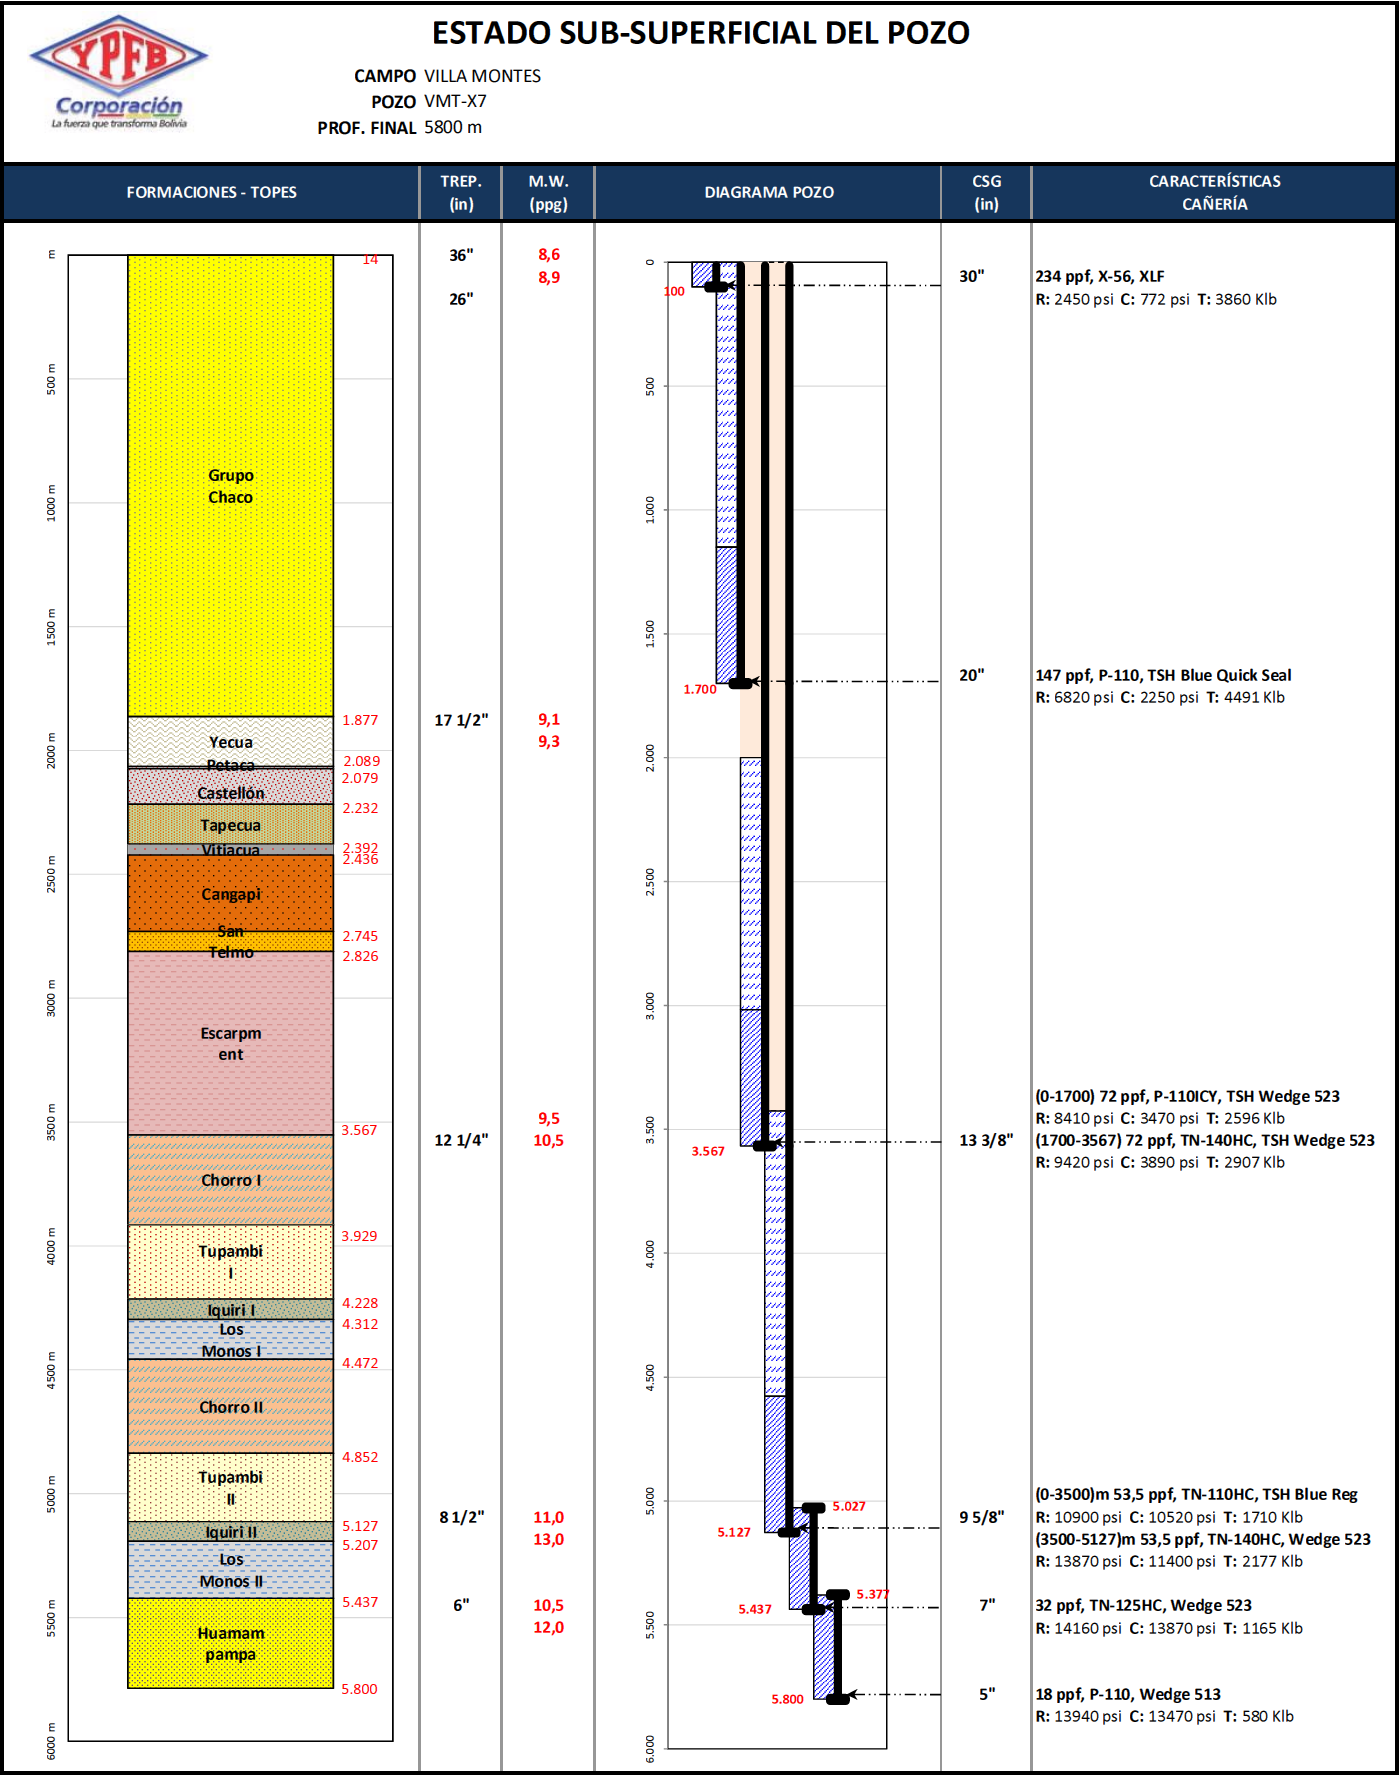 YPFB
Corporación
La fuerza que transforma Bolivia
ESTADO SUB-SUPERFICIAL DEL POZO
CAMPO VILLA MONTES
POZO VMT-X7
PROF. FINAL 5800 m
FORMACIONES - TOPES
TREP.
(in)
M.W.
(ppg)
DIAGRAMA POZO
CSG
(in)
CARACTERÍSTICAS
CAÑERÍA
m
500 m
1000 m
1500 m
2000 m
2500 m
3000 m
3500 m
4000 m
4500 m
5000 m
5500 m
6000 m
Grupo
Chaco
Yecua
Petaca
Castellón
Tapecua
Vitiacua
Cangapi
San
Telmo
Escarpm
ent
Chorro I
Tupambi
I
Iquiri I
Los
Monos I
Chorro II
Tupambi
II
Iquiri II
Los
Monos II
Huamam
pampa
14
1.877
2.089
2.079
2.232
2.392
2.436
2.745
2.826
3.567
3.929
4.228
4.312
4.472
4.852
5.127
5.207
5.437
5.800
36"
26"
17 1/2"
12 1/4"
8 1/2"
6"
8,6
8,9
9,1
9,3
9,5
10,5
11,0
13,0
10,5
12,0
0
500
1.000
1.500
2.000
2.500
3.000
3.500
4.000
4.500
5.000
5.500
6.000
100
1.700
3.567
5.027
5.127
5.377
5.437
5.800
30"
20"
13 3/8"
9 5/8"
7"
5"
234 ppf, X-56, XLF
R: 2450 psi C: 772 psi T: 3860 Klb
147 ppf, P-110, TSH Blue Quick Seal
R: 6820 psi C: 2250 psi T: 4491 Klb
(0-1700) 72 ppf, P-110ICY, TSH Wedge 523
R: 8410 psi C: 3470 psi T: 2596 Klb
(1700-3567) 72 ppf, TN-140HC, TSH Wedge 523
R: 9420 psi C: 3890 psi T: 2907 Klb
(0-3500)m 53,5 ppf, TN-110HC, TSH Blue Reg
R: 10900 psi C: 10520 psi T: 1710 Klb
(3500-5127)m 53,5 ppf, TN-140HC, Wedge 523
R: 13870 psi C: 11400 psi T: 2177 Klb
32 ppf, TN-125HC, Wedge 523
R: 14160 psi C: 13870 psi T: 1165 Klb
18 ppf, P-110, Wedge 513
R: 13940 psi C: 13470 psi T: 580 Klb